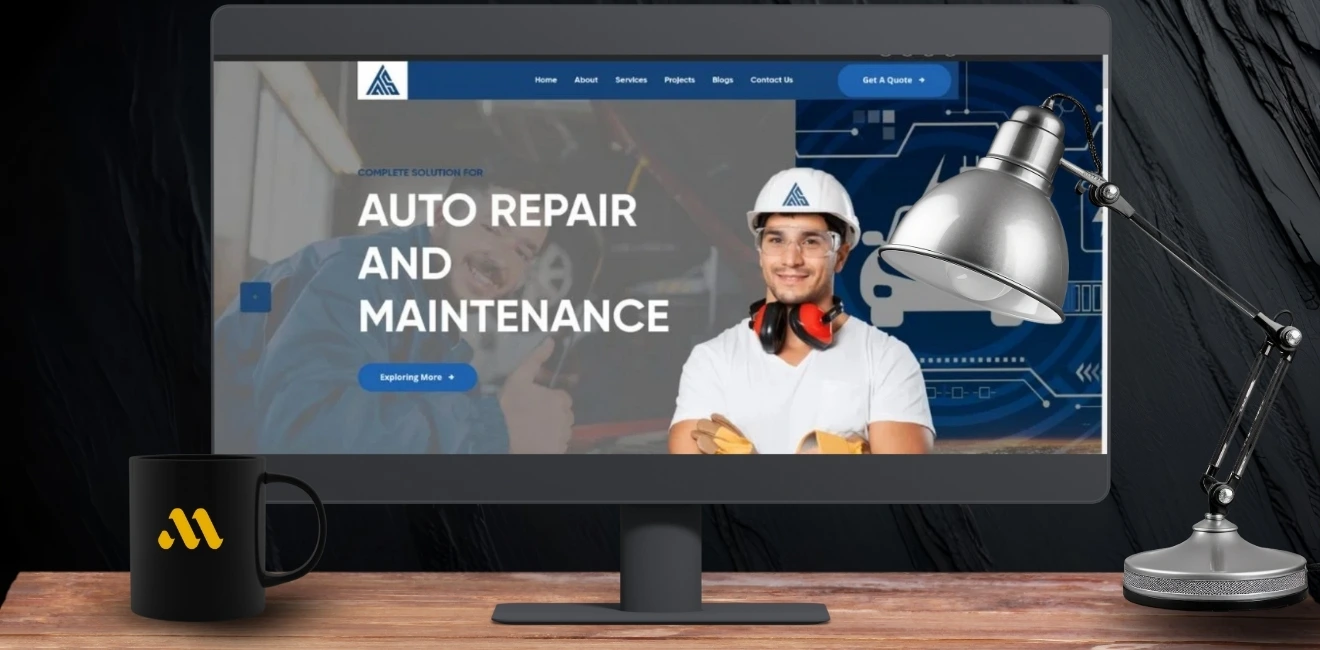 Home About Services Projects Blogs Contact Us Get A Quote
COMPLETE SOLUTION FOR
AUTO REPAIR
AND
MAINTENANCE
Exploring More